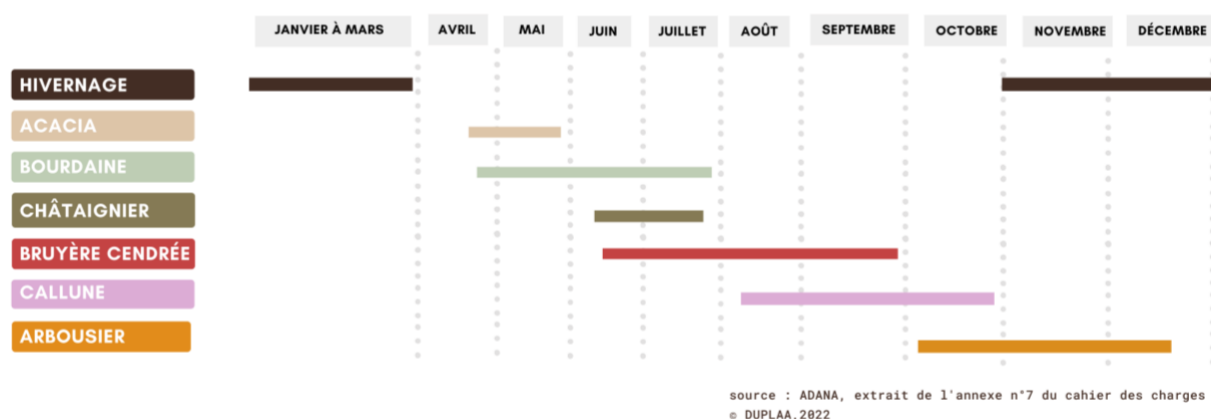 JANVIER À MARS AVRIL MAI JUIN JUILLET AOÛT SEPTEMBRE OCTOBRE NOVEMBRE DÉCEMBRE
HIVERNAGE
ACACIA
BOURDAINE
CHÂTAIGNIER
BRUYÈRE CENDRÉE
CALLUNE
ARBOUSIER
source : ADANA, extrait de l'annexe n°7 du cahier des charges
© DUPLAA.2022